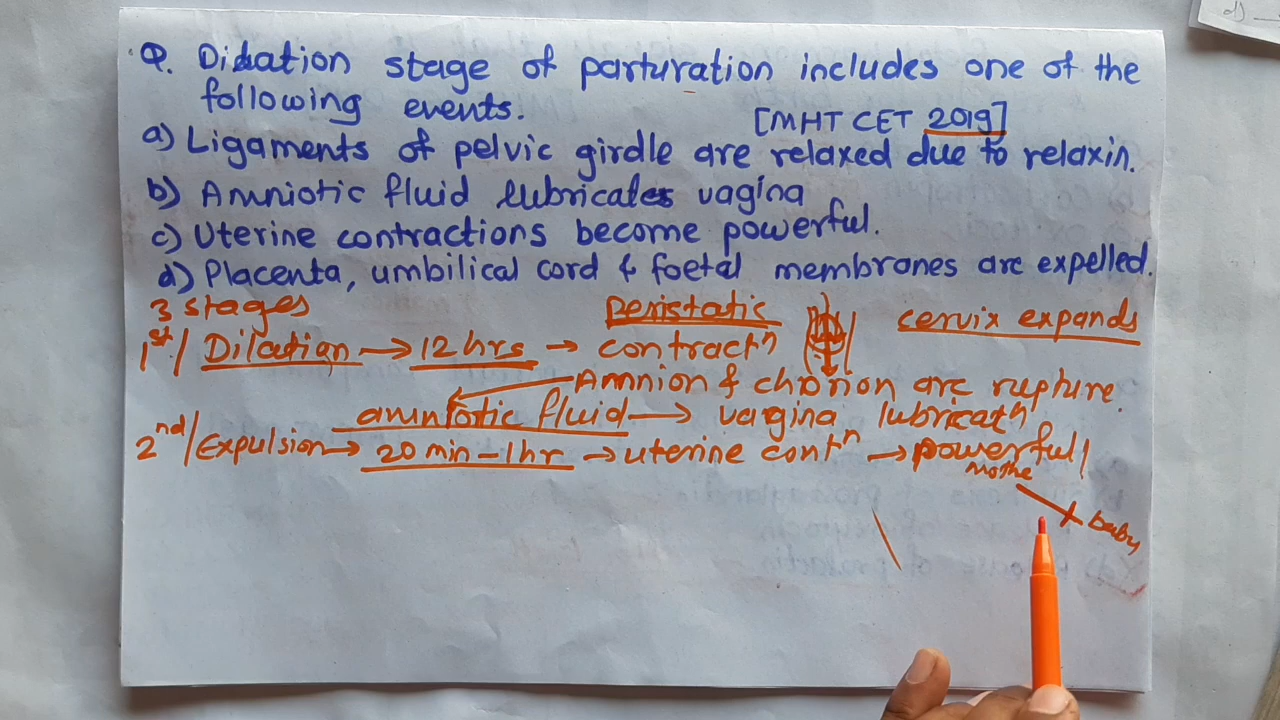 Q. Dilation stage of parturation includes one of the
following events.
[MHT CET 2019]
a) Ligaments of pelvic girdle are relaxed due to relaxin.
b) Amniotic fluid lubricates vagina
c) Uterine contractions become powerful.
d) Placenta, umbilical cord & foetal membranes are expelled.
3 stages
1st/ Dilation → 12 hrs → peristatic contractn cervix expands
Amnion & chorion are rupture.
amniotic fluid → vagina lubricatn
2nd/ Expulsion → 20 min - 1 hr → uterine contn → powerful/
Mothe
baby